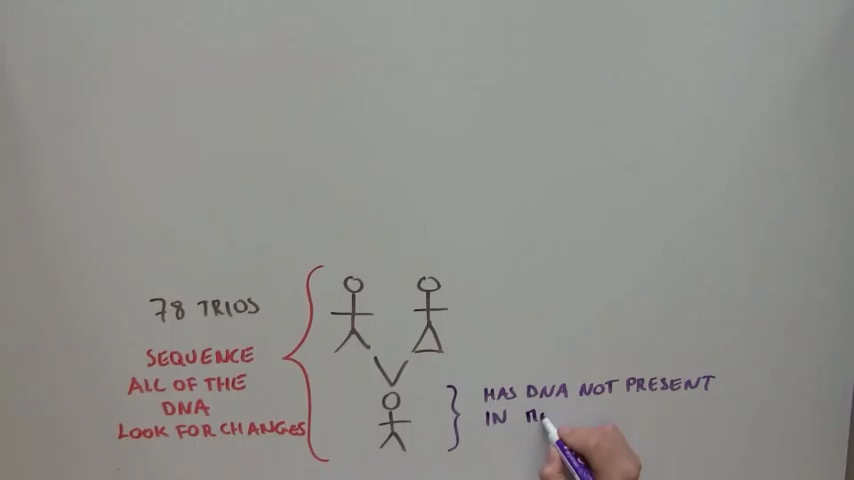 78 TRIOS
SEQUENCE
ALL OF THE
DNA
LOOK FOR CHANGES
HAS DNA NOT PRESENT
IN